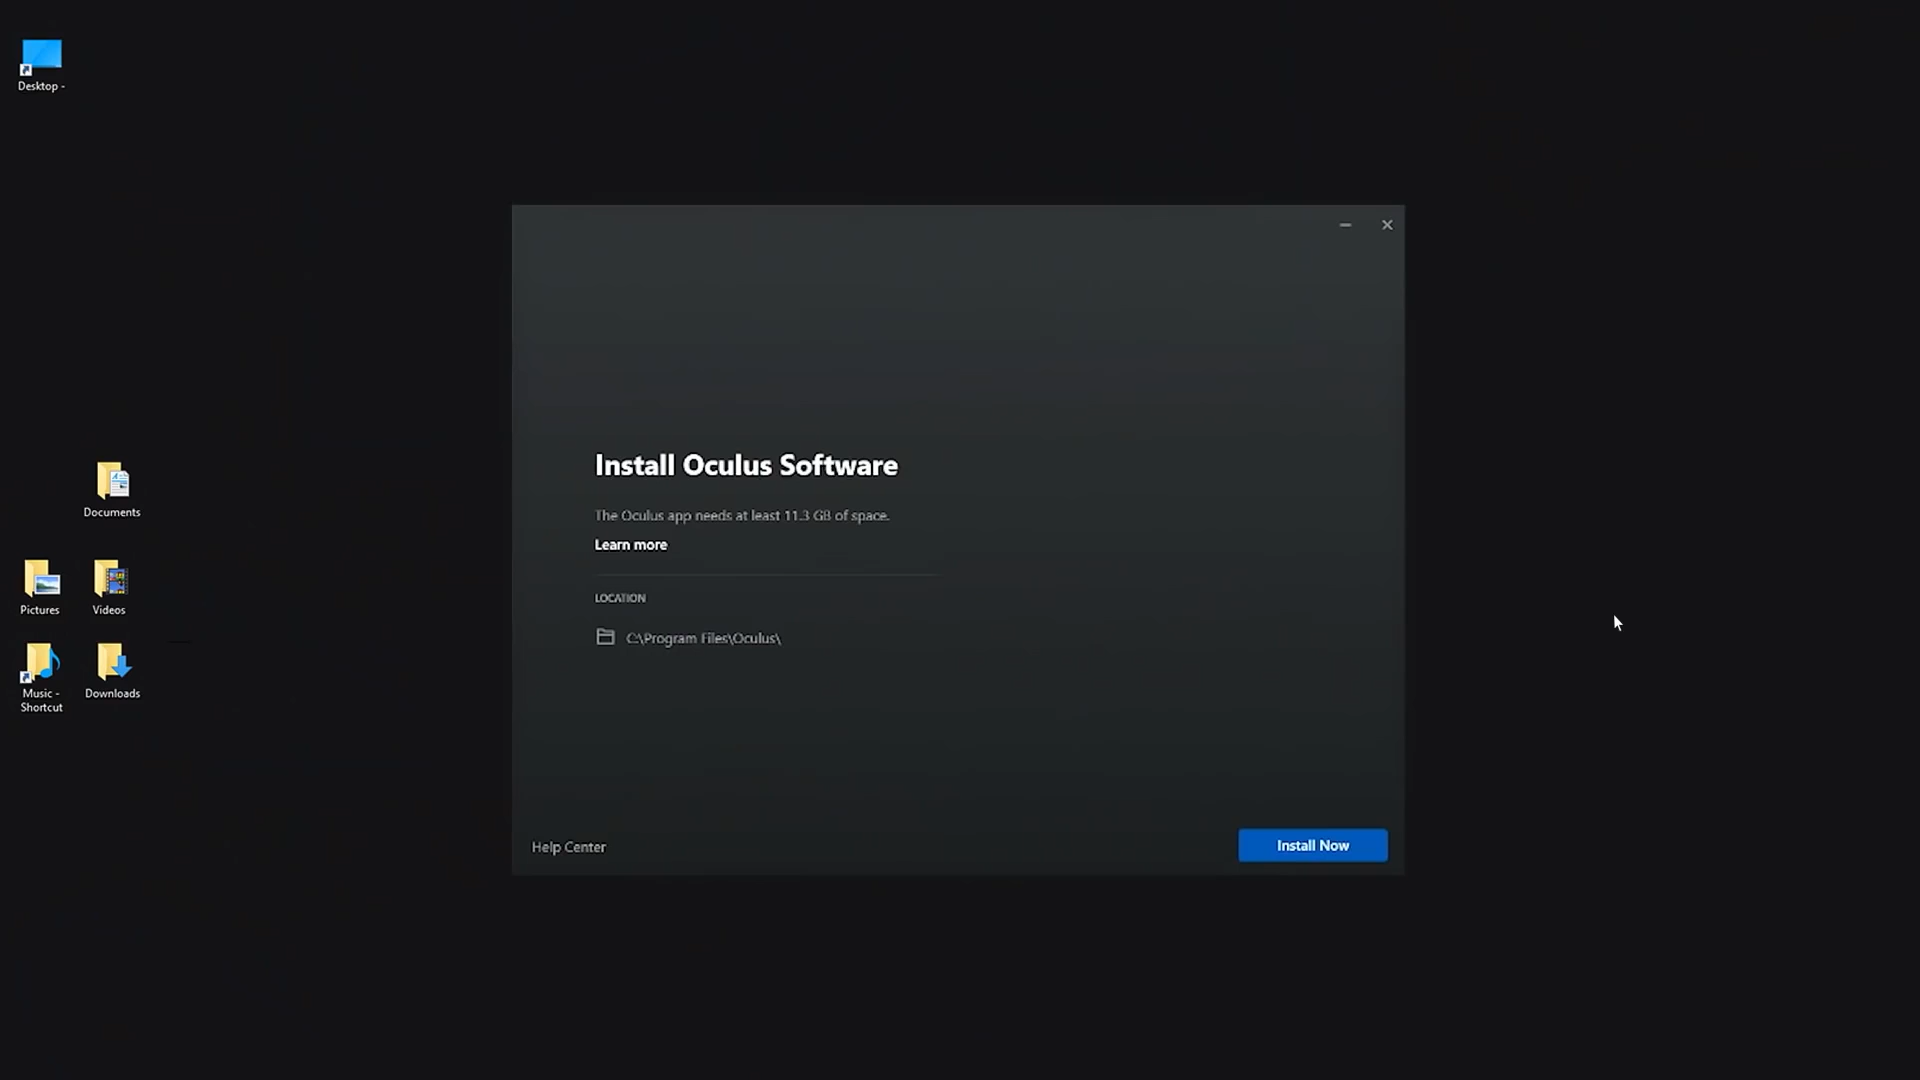 Desktop -
Install Oculus Software
The Oculus app needs at least 11.3 GB of space.
Learn more
LOCATION
C:\Program Files\Oculus\
Documents
Pictures
Videos
Music -
Shortcut
Downloads
Help Center
Install Now